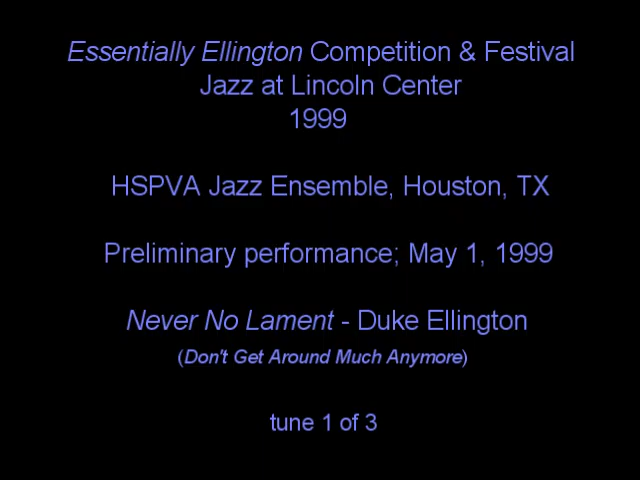 Essentially Ellington Competition & Festival
Jazz at Lincoln Center
1999
HSPVA Jazz Ensemble, Houston, TX
Preliminary performance; May 1, 1999
Never No Lament - Duke Ellington
(Don't Get Around Much Anymore)
tune 1 of 3